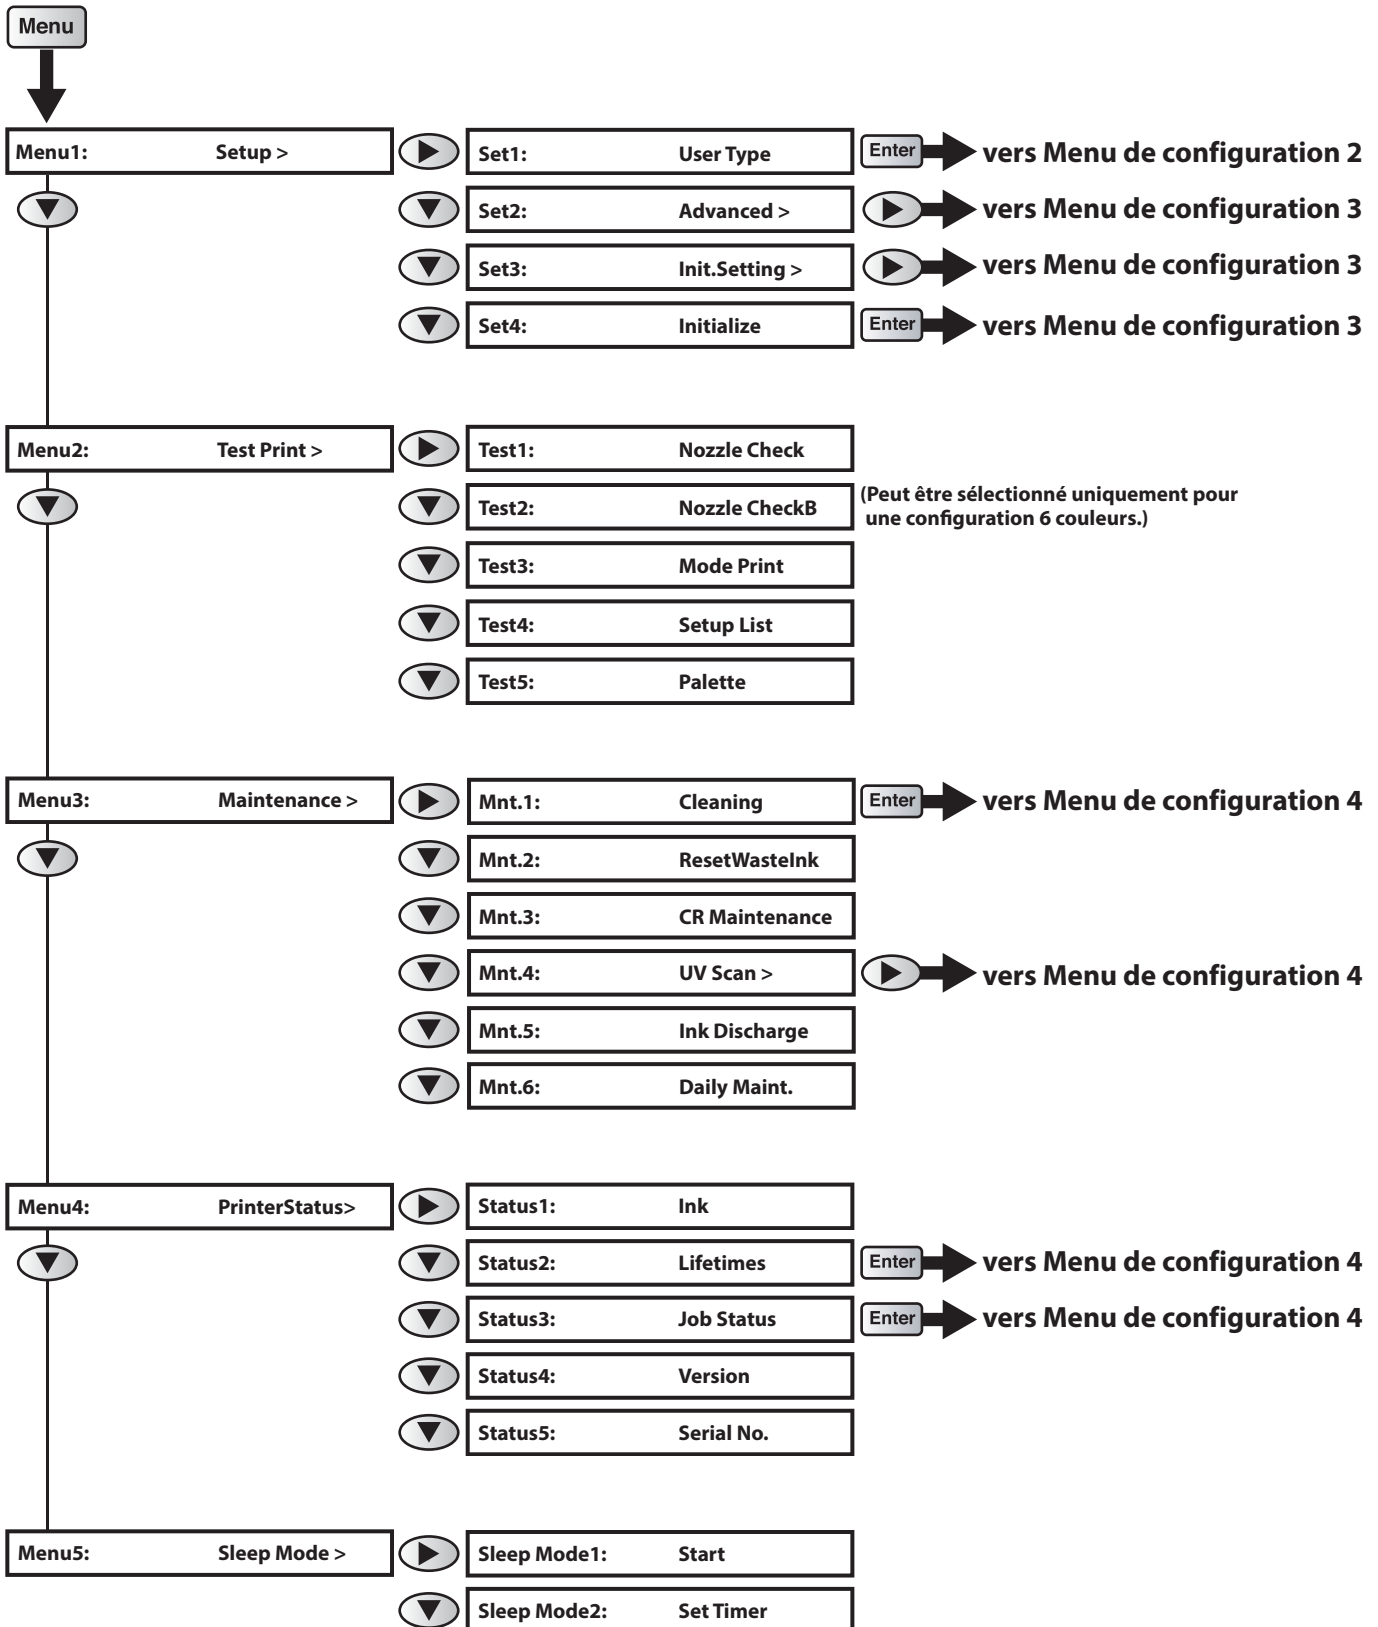 Menu
Menu1: Setup > Set1: User Type Enter vers Menu de configuration 2
Set2: Advanced > vers Menu de configuration 3
Set3: Init.Setting > vers Menu de configuration 3
Set4: Initialize Enter vers Menu de configuration 3
Menu2: Test Print > Test1: Nozzle Check
Test2: Nozzle CheckB (Peut être sélectionné uniquement pour
une configuration 6 couleurs.)
Test3: Mode Print
Test4: Setup List
Test5: Palette
Menu3: Maintenance > Mnt.1: Cleaning Enter vers Menu de configuration 4
Mnt.2: ResetWasteInk
Mnt.3: CR Maintenance
Mnt.4: UV Scan > vers Menu de configuration 4
Mnt.5: Ink Discharge
Mnt.6: Daily Maint.
Menu4: PrinterStatus> Status1: Ink
Status2: Lifetimes Enter vers Menu de configuration 4
Status3: Job Status Enter vers Menu de configuration 4
Status4: Version
Status5: Serial No.
Menu5: Sleep Mode > Sleep Mode1: Start
Sleep Mode2: Set Timer